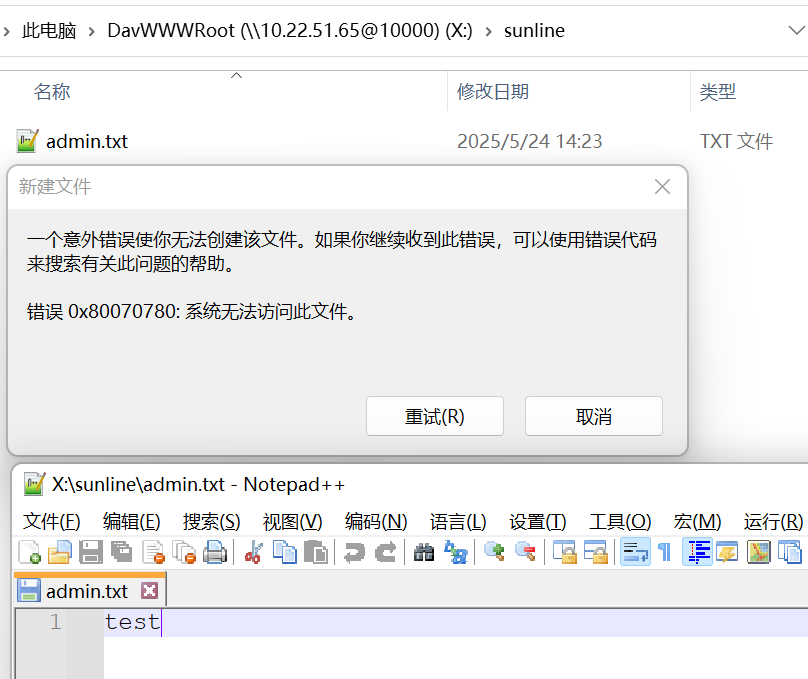 此电脑 > DavWWWRoot (\\10.22.51.65@10000) (X:) > sunline
名称 修改日期 类型
admin.txt 2025/5/24 14:23 TXT 文件
新建文件
一个意外错误使你无法创建该文件。如果你继续收到此错误，可以使用错误代码
来搜索有关此问题的帮助。
错误 0x80070780: 系统无法访问此文件。
重试(R) 取消
X:\sunline\admin.txt - Notepad++
文件(F) 编辑(E) 搜索(S) 视图(V) 编码(N) 语言(L) 设置(T) 工具(O) 宏(M) 运行(R)
admin.txt
1 test